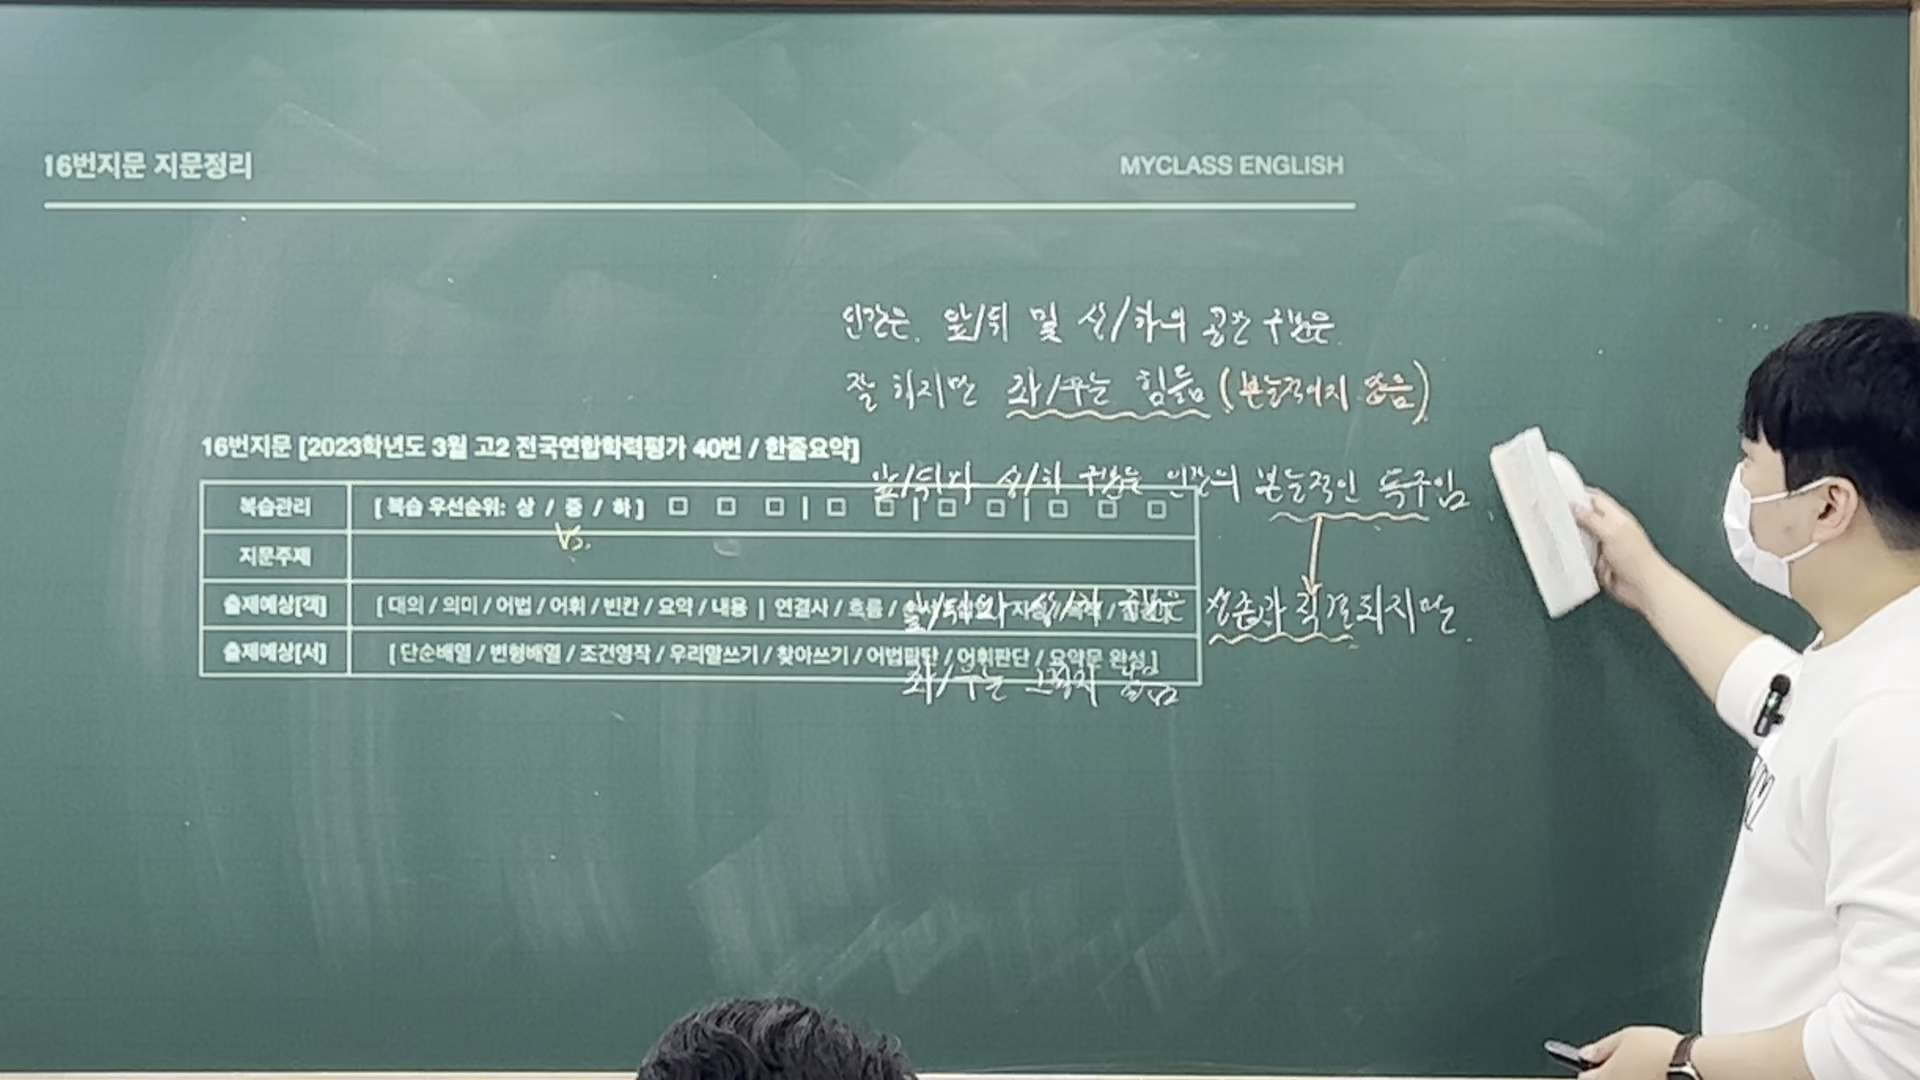 16번지문 지문정리
MYCLASS ENGLISH
인간은, 앞/뒤 및 상/하의 공간 구분은
잘 하지만 좌/우는 힘듦 (본능적이지 않음)
16번지문 [2023학년도 3월 고2 전국연합학력평가 40번 / 한줄요약]
앞/뒤와 상/하 구분는 인간의 본능적인 욕구임
복습관리 [ 복습 우선순위: 상 / 중 / 하 ] □ □ □ | □ □ | □ □ | □ □ □
vs.
지문주제
출제예상[객] [ 대의 / 의미 / 어법 / 어휘 / 빈칸 / 요약 / 내용 | 연결사 / 흐름 /
앞/뒤와 상/하 생존과 직결되지만,
출제예상[서] [ 단순배열 / 변형배열 / 조건영작 / 우리말쓰기 / 찾아쓰기 / 어법판단 / 어휘판단 / 요약문 완성 ]
좌/우는 그렇지 않음